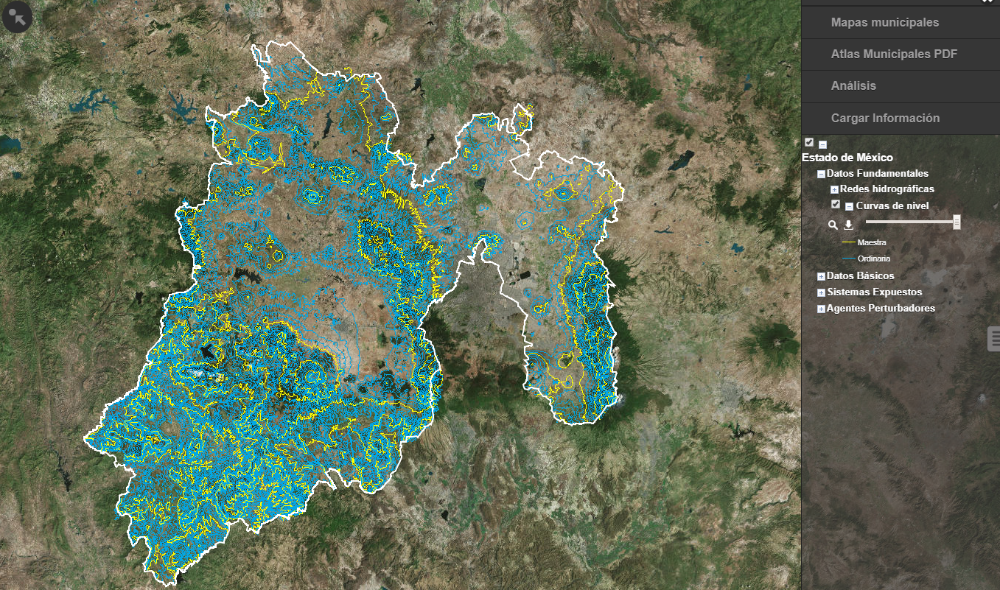 Mapas municipales
Atlas Municipales PDF
Análisis
Cargar Información
Estado de México
Datos Fundamentales
Redes hidrográficas
Curvas de nivel
Maestra
Ordinaria
Datos Básicos
Sistemas Expuestos
Agentes Perturbadores